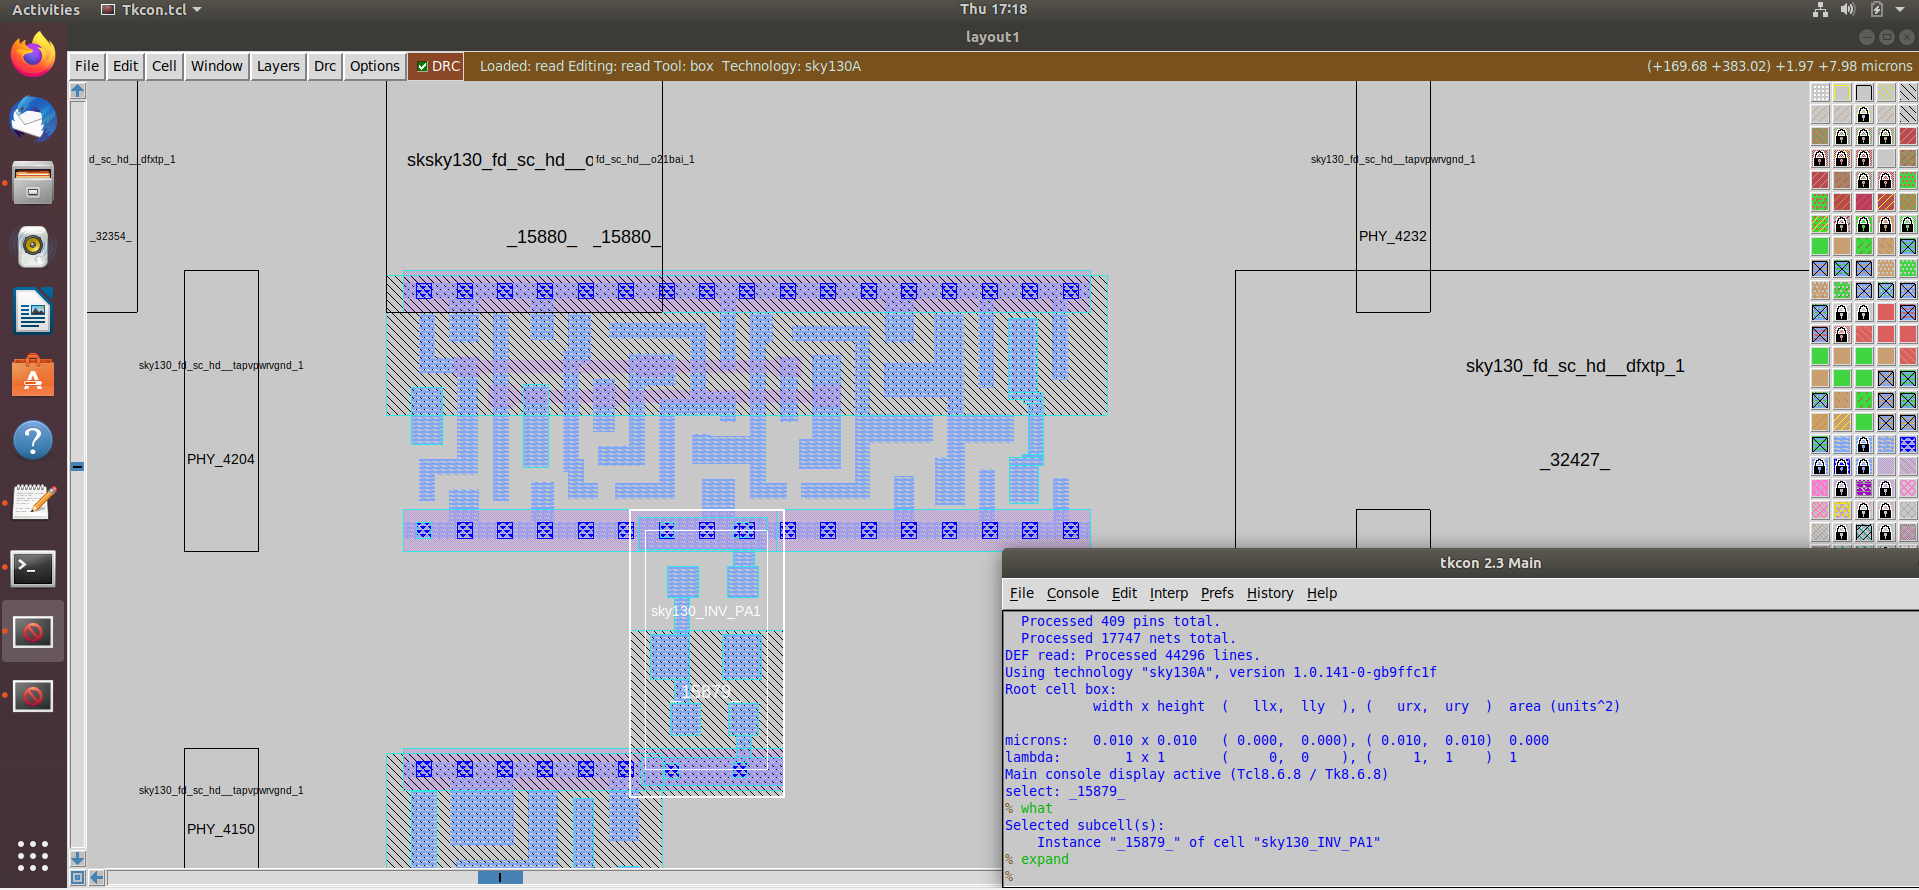 Activities Tkcon.tcl Thu 17:18
layout1
File Edit Cell Window Layers Drc Options DRC Loaded: read Editing: read Tool: box Technology: sky130A (+169.68 +383.02) +1.97 +7.98 microns
d_sc_hd__dfxtp_1 sksky130_fd_sc_hd__o fd_sc_hd__o21bai_1 sky130_fd_sc_hd__tapvpwrvgnd_1
_32354_ _15880_ _15880_ PHY_4232
sky130_fd_sc_hd__tapvpwrvgnd_1 sky130_fd_sc_hd__dfxtp_1
PHY_4204 _32427_
sky130_INV_PA1
_15879_
sky130_fd_sc_hd__tapvpwrvgnd_1
PHY_4150
tkcon 2.3 Main
File Console Edit Interp Prefs History Help
Processed 409 pins total.
Processed 17747 nets total.
DEF read: Processed 44296 lines.
Using technology "sky130A", version 1.0.141-0-gb9ffc1f
Root cell box:
width x height ( llx, lly ), ( urx, ury ) area (units^2)
microns: 0.010 x 0.010 ( 0.000, 0.000), ( 0.010, 0.010) 0.000
lambda: 1 x 1 ( 0, 0 ), ( 1, 1 ) 1
Main console display active (Tcl8.6.8 / Tk8.6.8)
select: _15879_
% what
Selected subcell(s):
Instance "_15879_" of cell "sky130_INV_PA1"
% expand
%